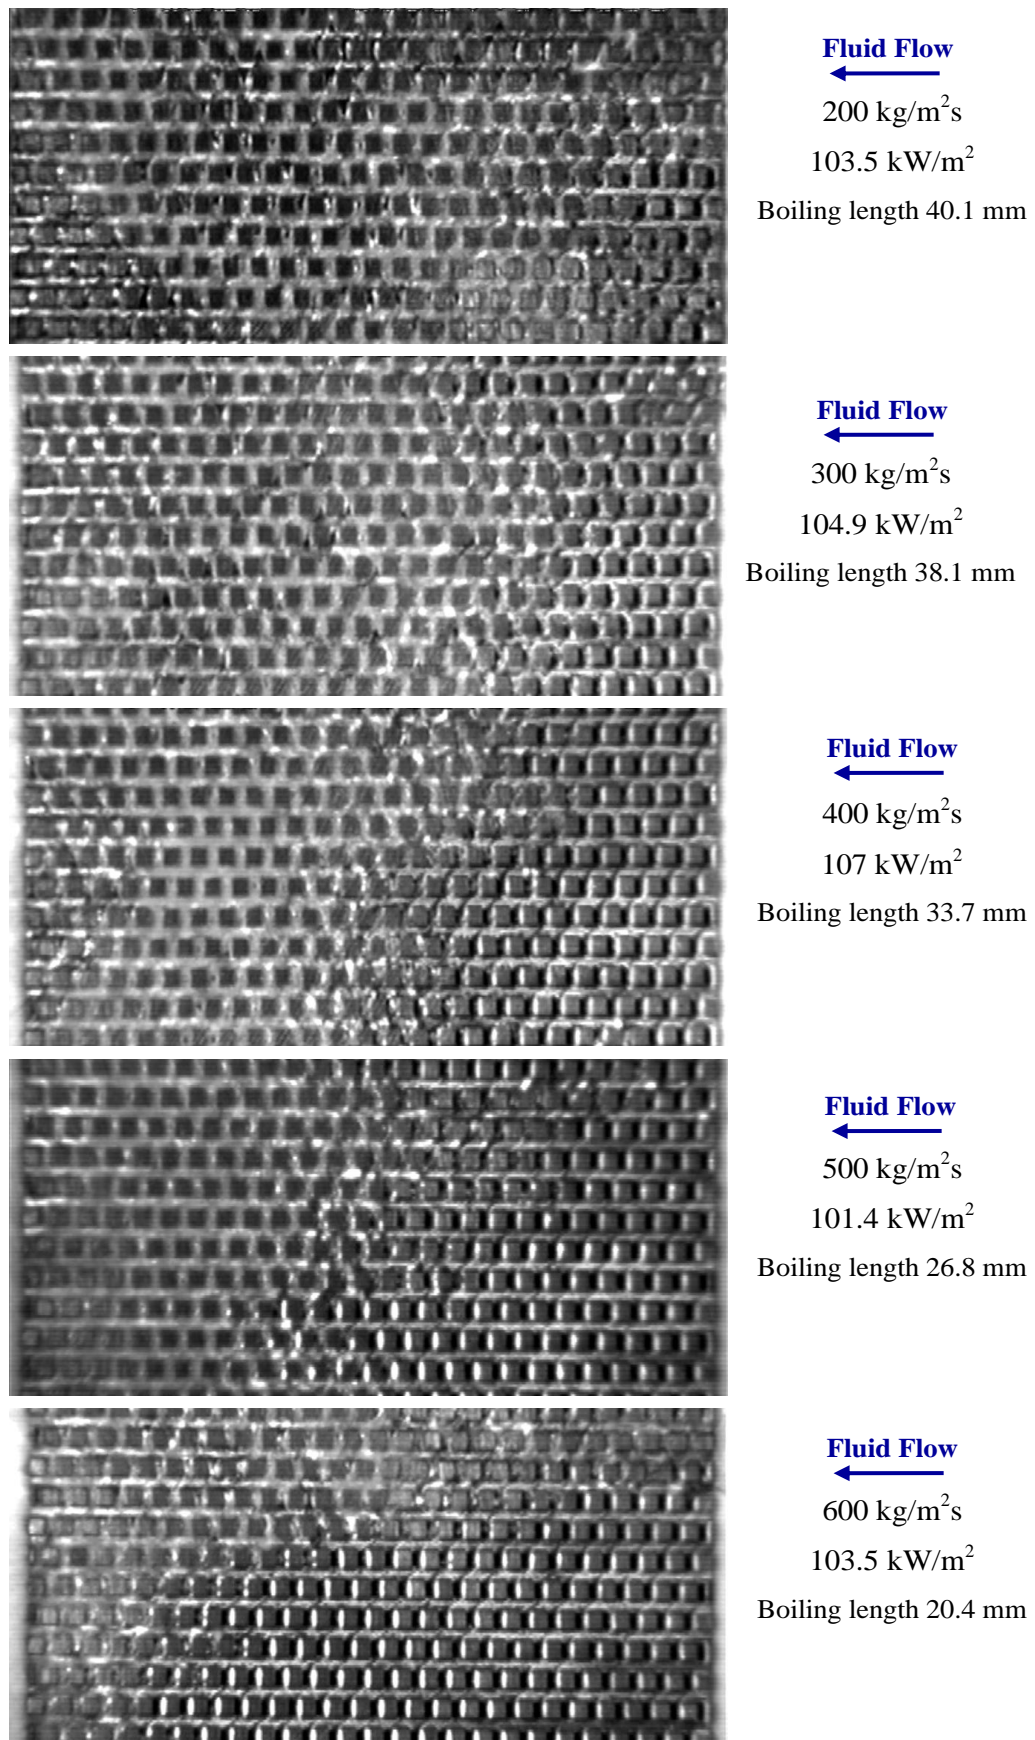 Fluid Flow
200 kg/m²s
103.5 kW/m²
Boiling length 40.1 mm
Fluid Flow
300 kg/m²s
104.9 kW/m²
Boiling length 38.1 mm
Fluid Flow
400 kg/m²s
107 kW/m²
Boiling length 33.7 mm
Fluid Flow
500 kg/m²s
101.4 kW/m²
Boiling length 26.8 mm
Fluid Flow
600 kg/m²s
103.5 kW/m²
Boiling length 20.4 mm